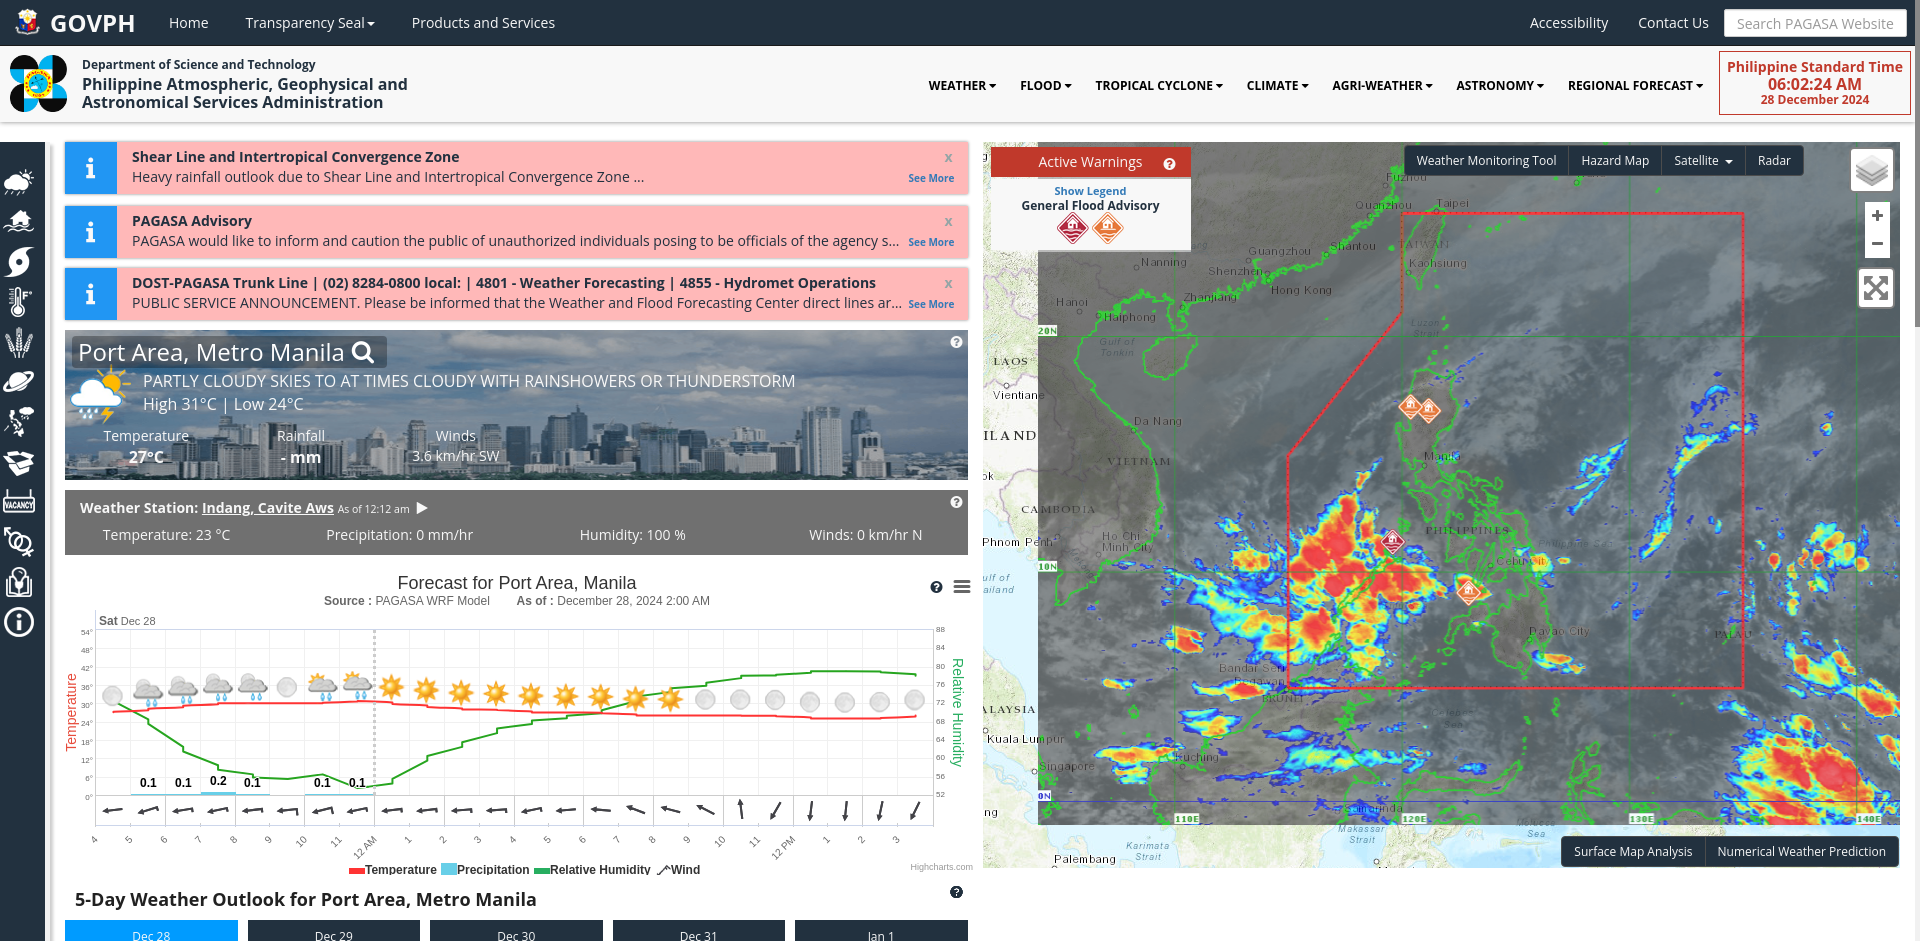 GOVPH
Home
Transparency Seal
Products and Services
Accessibility
Contact Us
Search PAGASA Website
Department of Science and Technology
Philippine Atmospheric, Geophysical and
Astronomical Services Administration
WEATHER
FLOOD
TROPICAL CYCLONE
CLIMATE
AGRI-WEATHER
ASTRONOMY
REGIONAL FORECAST
Philippine Standard Time
06:02:24 AM
28 December 2024
Shear Line and Intertropical Convergence Zone
x
Heavy rainfall outlook due to Shear Line and Intertropical Convergence Zone ...
See More
PAGASA Advisory
x
PAGASA would like to inform and caution the public of unauthorized individuals posing to be officials of the agency s...
See More
DOST-PAGASA Trunk Line | (02) 8284-0800 local: | 4801 - Weather Forecasting | 4855 - Hydromet Operations
x
PUBLIC SERVICE ANNOUNCEMENT. Please be informed that the Weather and Flood Forecasting Center direct lines ar...
See More
VACANCY
Port Area, Metro Manila
PARTLY CLOUDY SKIES TO AT TIMES CLOUDY WITH RAINSHOWERS OR THUNDERSTORM
High 31°C | Low 24°C
Temperature
Rainfall
Winds
27°C
- mm
3.6 km/hr SW
Weather Station: Indang, Cavite Aws As of 12:12 am
Temperature: 23 °C
Precipitation: 0 mm/hr
Humidity: 100 %
Winds: 0 km/hr N
Forecast for Port Area, Manila
Source : PAGASA WRF Model
As of : December 28, 2024 2:00 AM
Sat Dec 28
Temperature
54°
48°
42°
36°
30°
24°
18°
12°
6°
0°
88
84
80
76
72
68
64
60
56
52
Relative Humidity
0.1
0.1
0.2
0.1
0.1
0.1
4
5
6
7
8
9
10
11
12 AM
1
2
3
4
5
6
7
8
9
10
11
12 PM
1
2
3
Temperature
Precipitation
Relative Humidity
Wind
Highcharts.com
5-Day Weather Outlook for Port Area, Metro Manila
Dec 28
Dec 29
Dec 30
Dec 31
Jan 1
Active Warnings
Show Legend
General Flood Advisory
Weather Monitoring Tool
Hazard Map
Satellite
Radar
+
−
Fuzhou
Quanzhou
Taipei
TAIWAN
Kaohsiung
Guangzhou
Shantou
Nanning
Shenzhen
Hong Kong
Zhanjiang
Hanoi
Haiphong
Gulf of
Tonkin
Luzon
Strait
20N
LAOS
Vientiane
Da Nang
ILAND
VIETNAM
Manila
ok
CAMBODIA
Phnom Penh
Ho Chi
Minh City
PHILIPPINES
Cebu City
10N
ulf of
ailand
Davao City
PALAU
Bandar Seri
Begawan
BRUNEI
ALAYSIA
Kuala Lumpur
Kuching
Singapore
0N
Samarinda
110E
120E
130E
140E
ng
Makassar
Strait
Karimata
Strait
Sea
Palembang
Surface Map Analysis
Numerical Weather Prediction